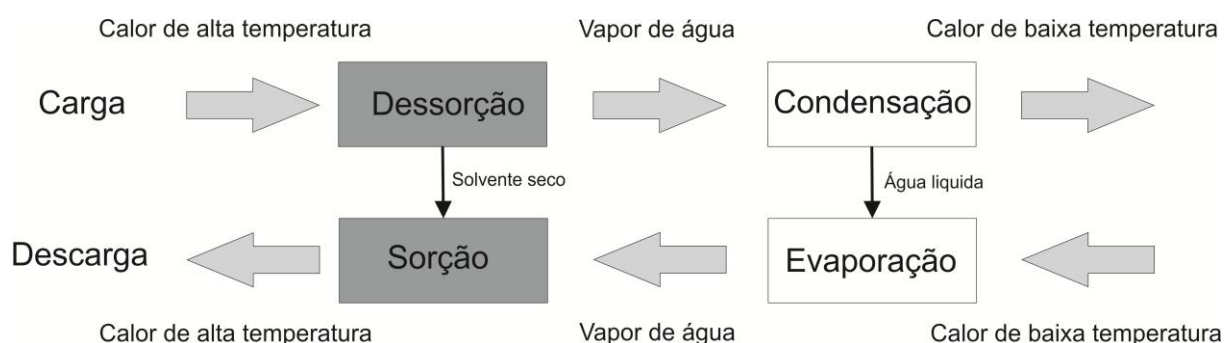 Calor de alta temperatura
Vapor de água
Calor de baixa temperatura
Carga
Dessorção
Condensação
Solvente seco
Água liquida
Descarga
Sorção
Evaporação
Calor de alta temperatura
Vapor de água
Calor de baixa temperatura